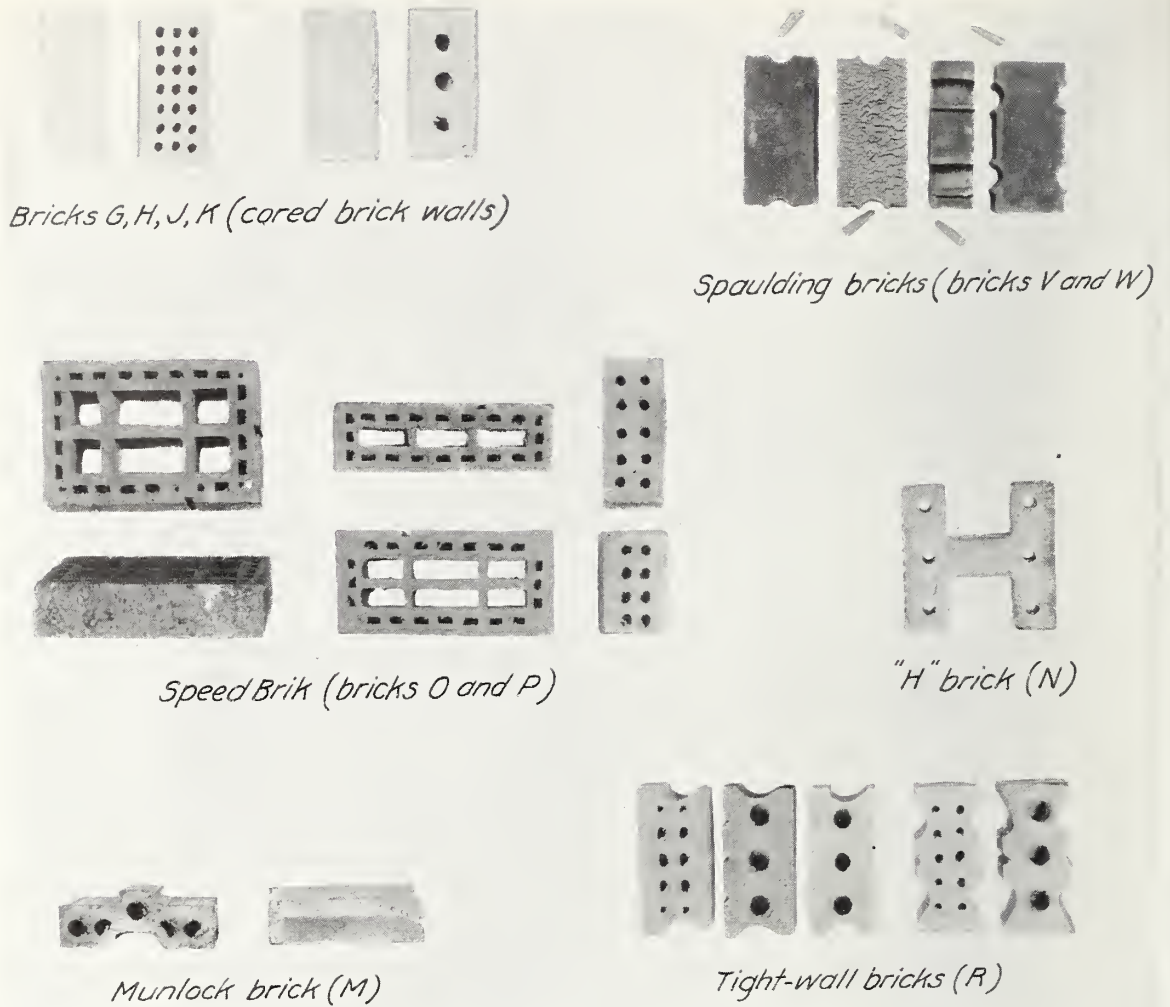 Bricks G, H, J, K (cored brick walls)
Spaulding bricks (bricks V and W)
Speed Brik (bricks O and P)
"H" brick (N)
Munlock brick (M)
Tight-wall bricks (R)